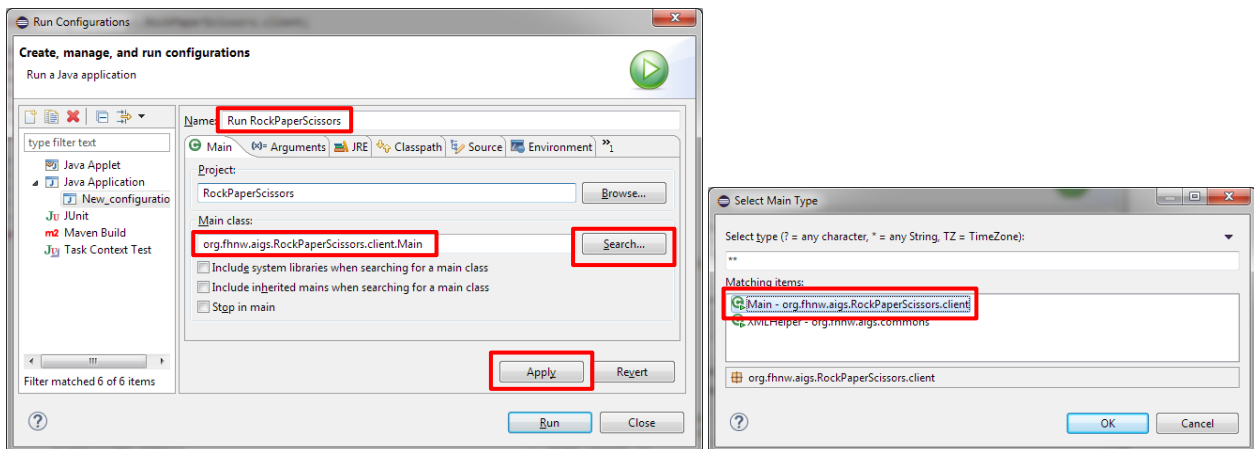 Run Configurations
Create, manage, and run configurations
Run a Java application
type filter text
Java Applet
Java Application
New_configuratio
Ju JUnit
m2 Maven Build
Ju Task Context Test
Filter matched 6 of 6 items
Name: Run RockPaperScissors
Main (x)= Arguments JRE Classpath Source Environment »1
Project:
RockPaperScissors Browse...
Main class:
org.fhnw.aigs.RockPaperScissors.client.Main Search...
Include system libraries when searching for a main class
Include inherited mains when searching for a main class
Stop in main
Apply Revert
Run Close
Select Main Type
Select type (? = any character, * = any String, TZ = TimeZone):
**
Matching items:
Main - org.fhnw.aigs.RockPaperScissors.client
XMLHelper - org.fhnw.aigs.commons
org.fhnw.aigs.RockPaperScissors.client
OK Cancel